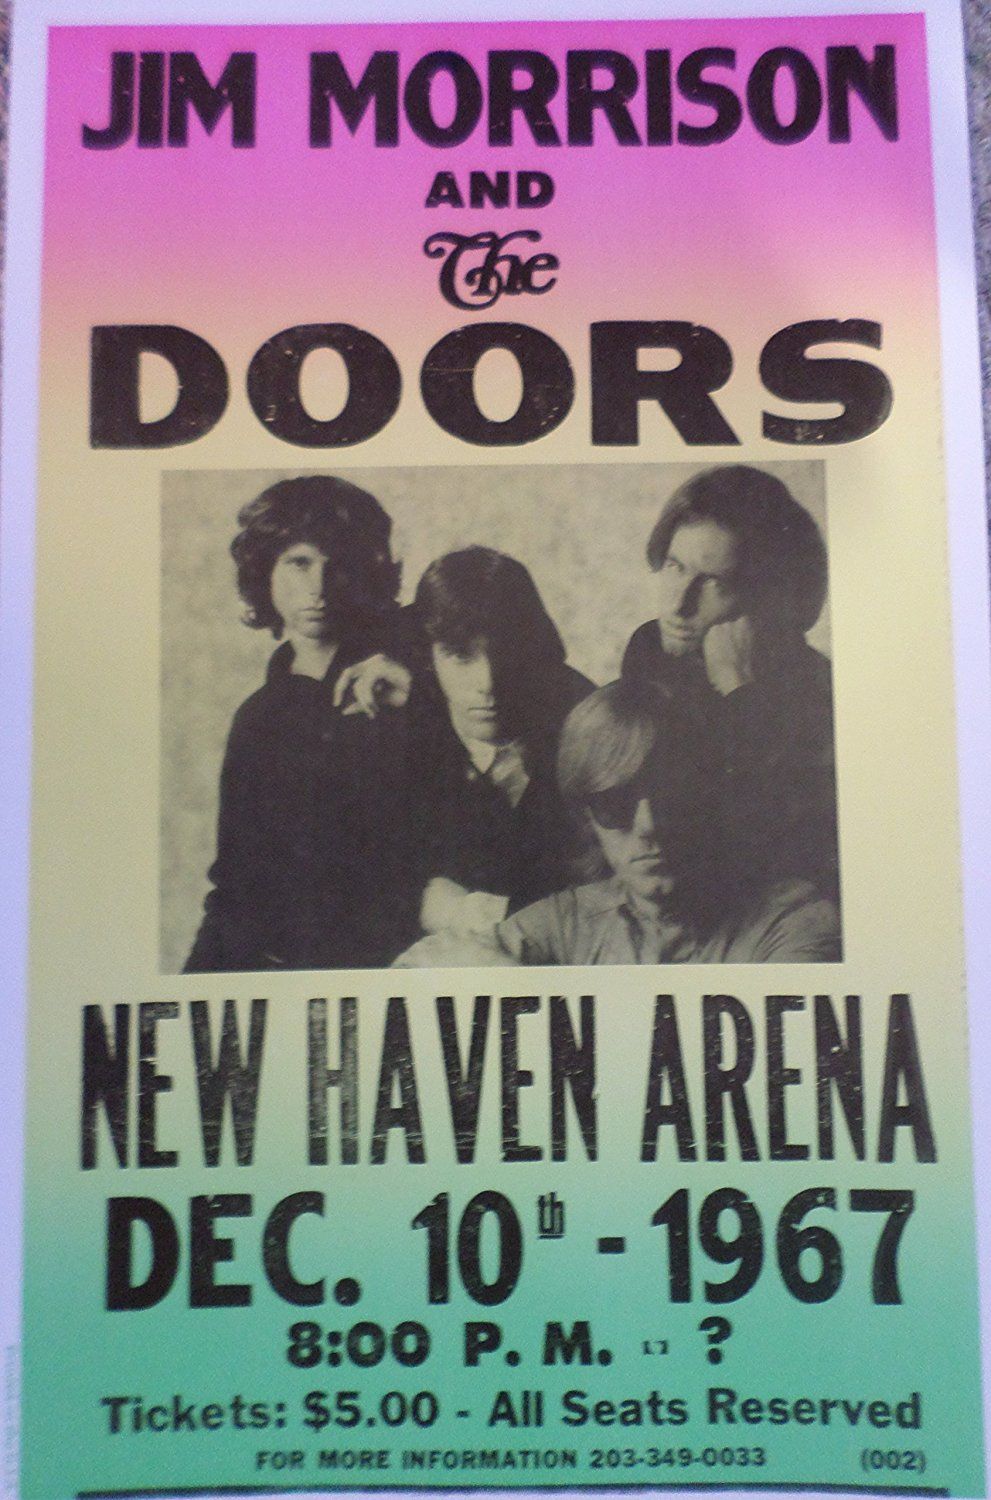 JIM MORRISON
AND
The
DOORS
NEW HAVEN ARENA
DEC. 10th - 1967
8:00 P. M. - ?
Tickets: $5.00 - All Seats Reserved
FOR MORE INFORMATION 203-349-0033 (002)